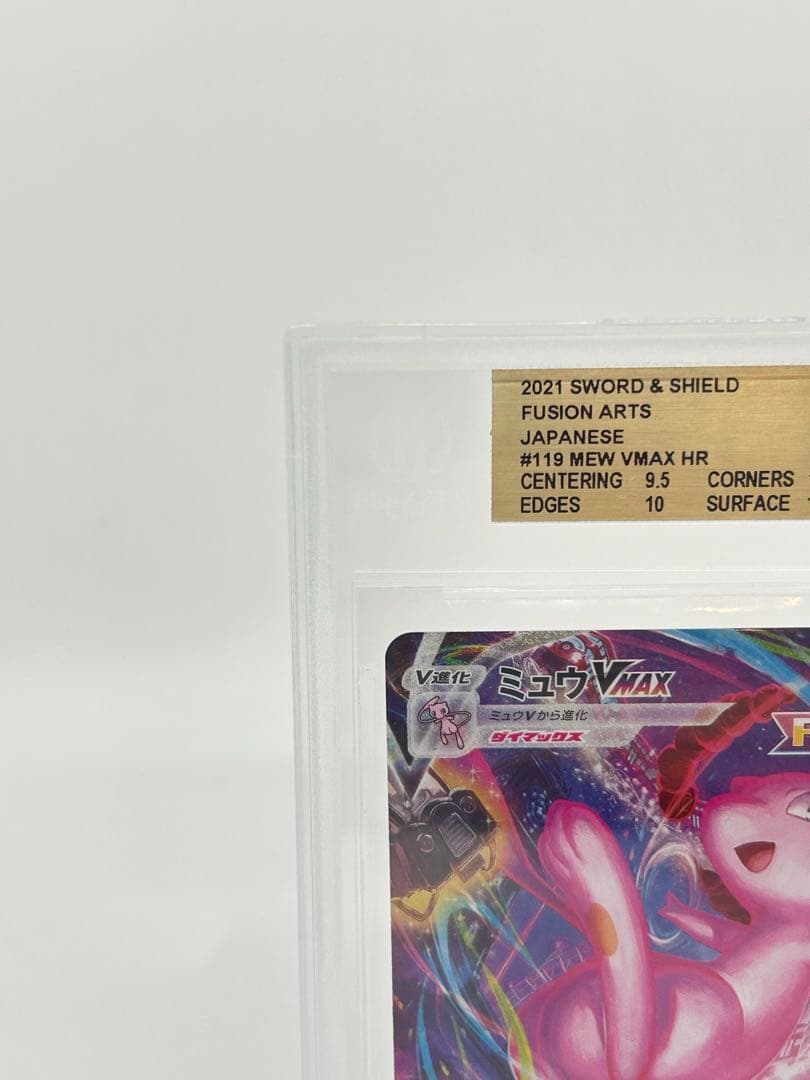 2021 SWORD & SHIELD
FUSION ARTS
JAPANESE
#119 MEW VMAX HR
CENTERING 9.5 CORNERS
EDGES 10 SURFACE
V進化 ミュウVMAX
ミュウVから進化
ダイマックス